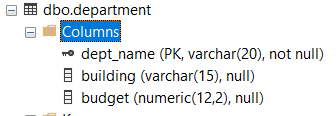 dbo.department
Columns
dept_name (PK, varchar(20), not null)
building (varchar(15), null)
budget (numeric(12,2), null)